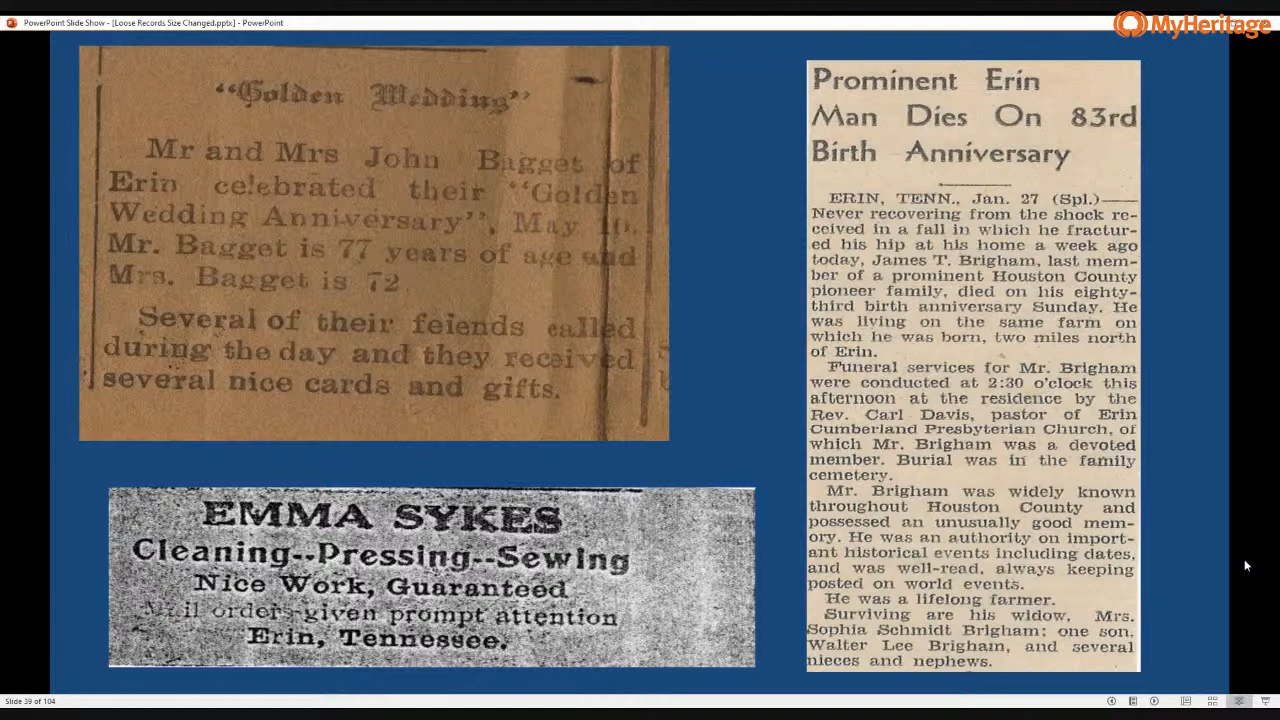 PowerPoint Slide Show - [Loose Records Size Changed.pptx] - PowerPoint
MyHeritage
"Golden Wedding"
Mr and Mrs John Bagget of
Erin celebrated their "Golden
Wedding Anniversary", May
Mr. Bagget is 77 years of age and
Mrs. Bagget is 72
Several of their feiends called
during the day and they received
several nice cards and gifts.
EMMA SYKES
Cleaning--Pressing--Sewing
Nice Work, Guaranteed
Mail orders given prompt attention
Erin, Tennessee.
Prominent Erin
Man Dies On 83rd
Birth Anniversary
ERIN, TENN., Jan. 27 (Spl.)—
Never recovering from the shock re-
ceived in a fall in which he fractur-
ed his hip at his home a week ago
today, James T. Brigham, last mem-
ber of a prominent Houston County
pioneer family, died on his eighty-
third birth anniversary Sunday. He
was living on the same farm on
which he was born, two miles north
of Erin.
Funeral services for Mr. Brigham
were conducted at 2:30 o'clock this
afternoon at the residence by the
Rev. Carl Davis, pastor of Erin
Cumberland Presbyterian Church, of
which Mr. Brigham was a devoted
member. Burial was in the family
cemetery.
Mr. Brigham was widely known
throughout Houston County and
possessed an unusually good mem-
ory. He was an authority on import-
ant historical events including dates,
and was well-read, always keeping
posted on world events.
He was a lifelong farmer.
Surviving are his widow, Mrs.
Sophia Schmidt Brigham; one son,
Walter Lee Brigham, and several
nieces and nephews.
Slide 39 of 104